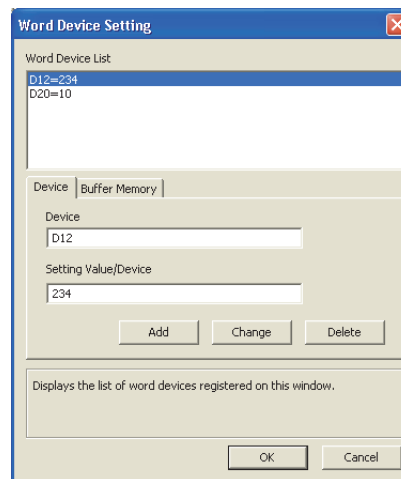 Word Device Setting
Word Device List
D12=234
D20=10
Device
Buffer Memory
Device
D12
Setting Value/Device
234
Add
Change
Delete
Displays the list of word devices registered on this window.
OK
Cancel